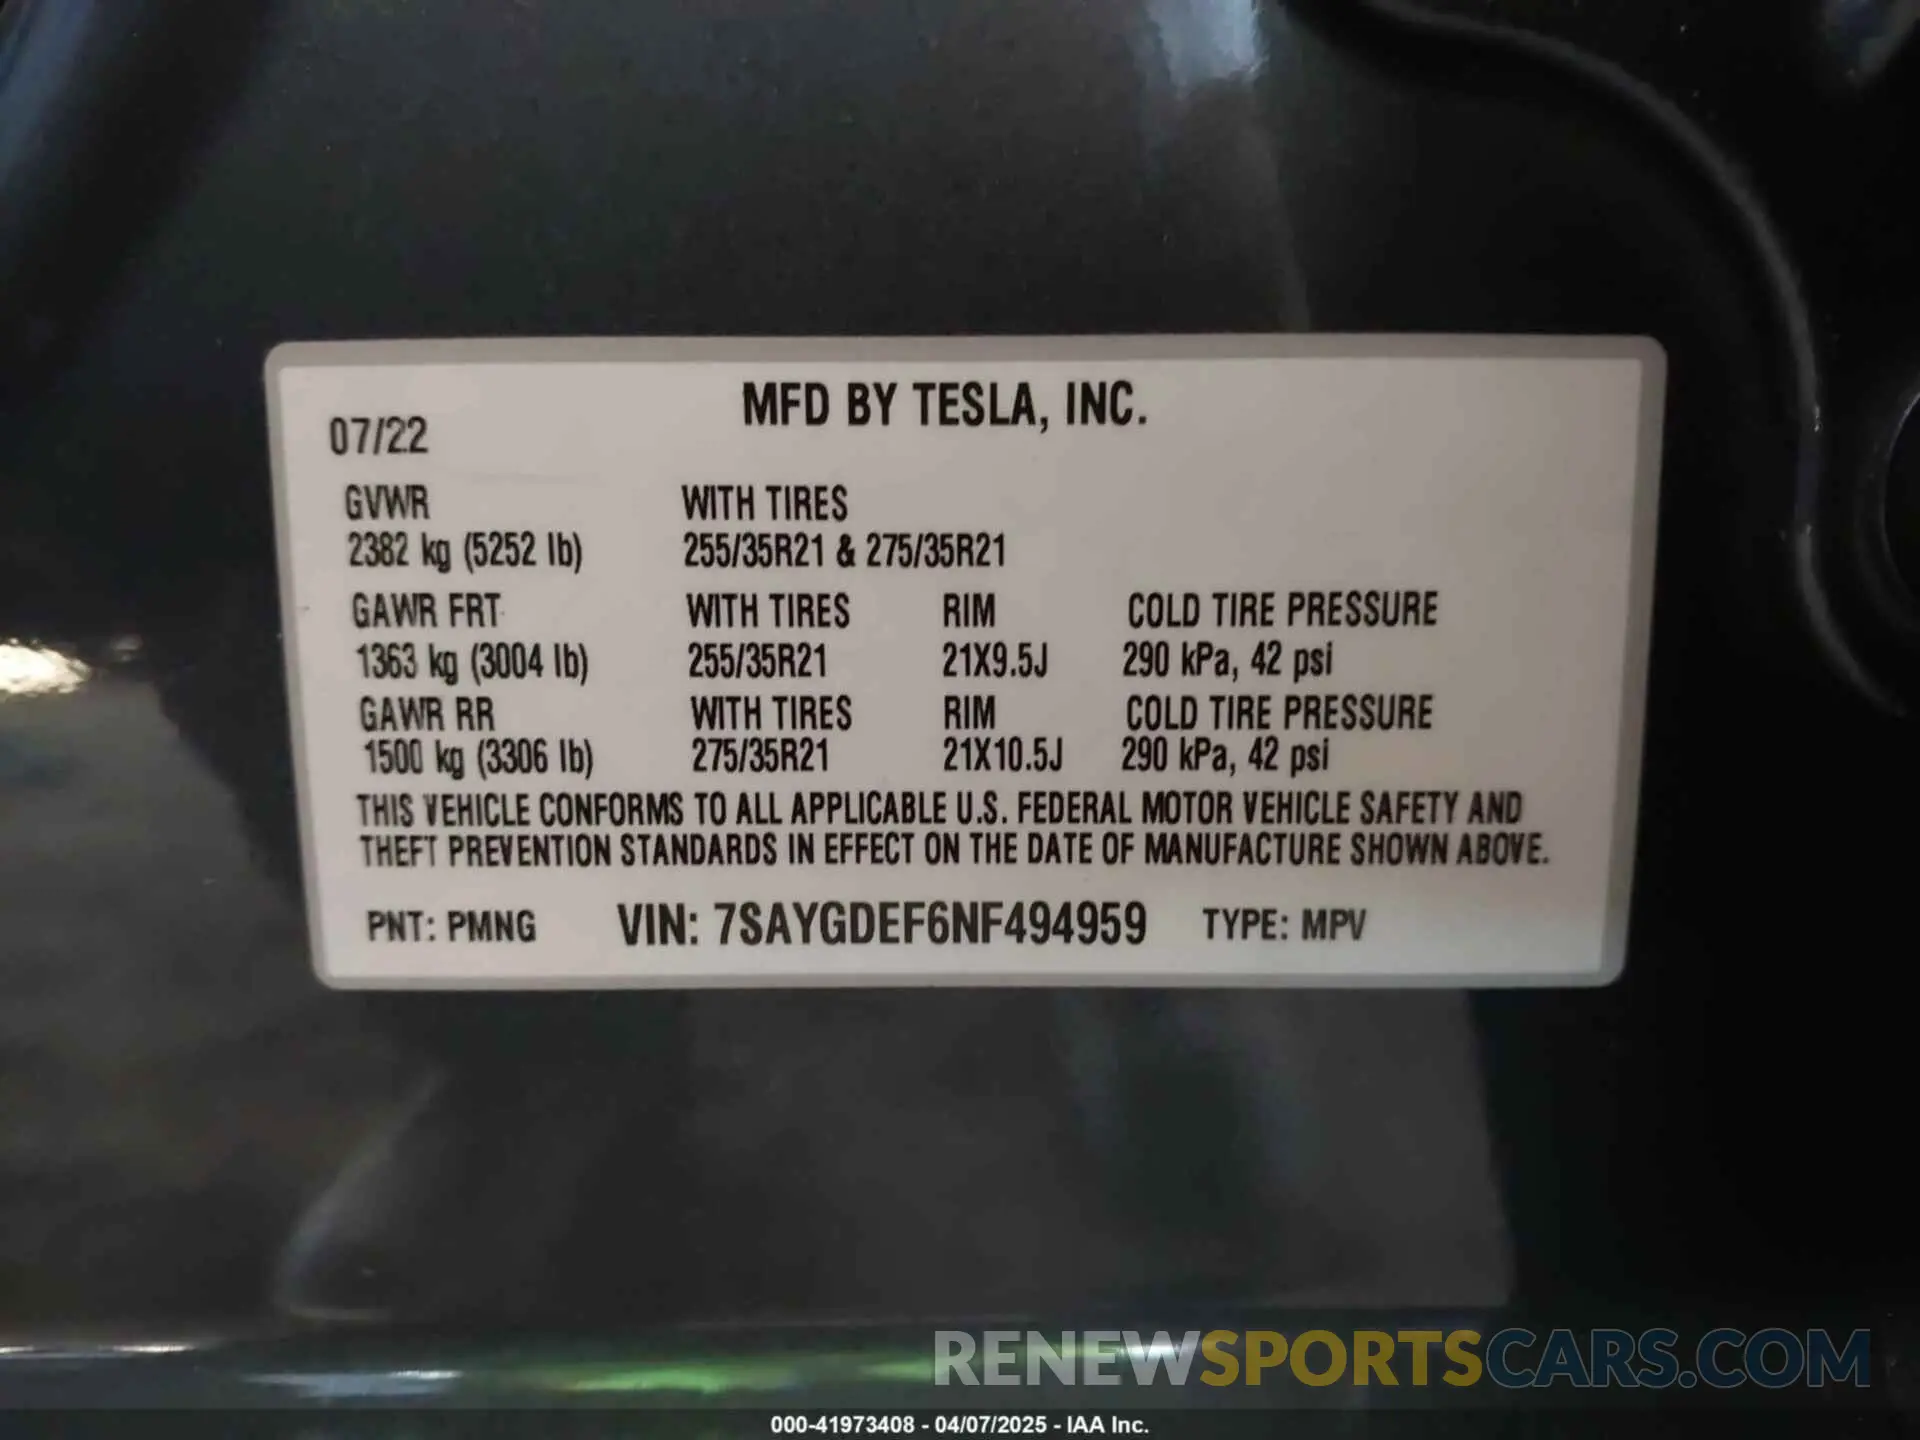 MFD BY TESLA, INC.
07/22
GVWR WITH TIRES
2382 kg (5252 lb) 255/35R21 & 275/35R21
GAWR FRT WITH TIRES RIM COLD TIRE PRESSURE
1363 kg (3004 lb) 255/35R21 21X9.5J 290 kPa, 42 psi
GAWR RR WITH TIRES RIM COLD TIRE PRESSURE
1500 kg (3306 lb) 275/35R21 21X10.5J 290 kPa, 42 psi
THIS VEHICLE CONFORMS TO ALL APPLICABLE U.S. FEDERAL MOTOR VEHICLE SAFETY AND
THEFT PREVENTION STANDARDS IN EFFECT ON THE DATE OF MANUFACTURE SHOWN ABOVE.
PNT: PMNG VIN: 7SAYGDEF6NF494959 TYPE: MPV
RENEWSPORTSCARS.COM
000-41973408 - 04/07/2025 - IAA Inc.